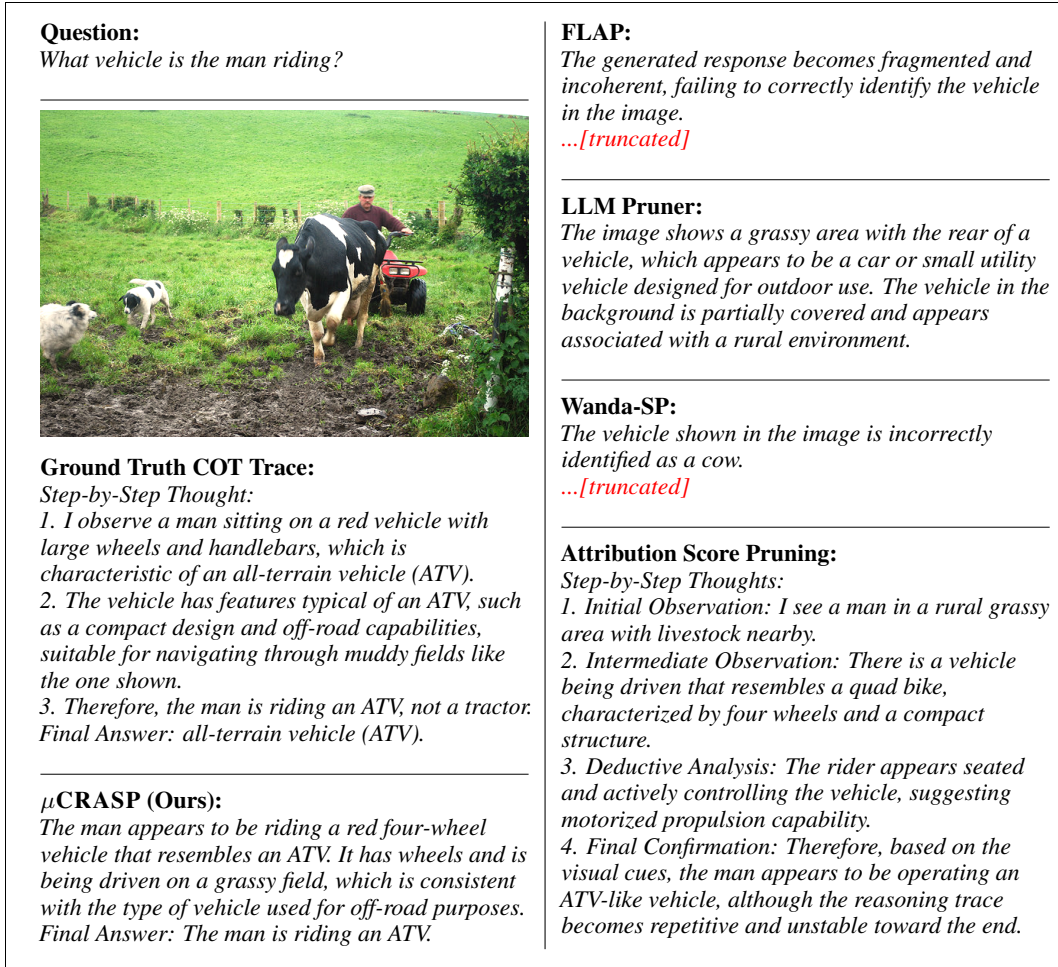 Question:
What vehicle is the man riding?
Ground Truth COT Trace:
Step-by-Step Thought:
1. I observe a man sitting on a red vehicle with
large wheels and handlebars, which is
characteristic of an all-terrain vehicle (ATV).
2. The vehicle has features typical of an ATV, such
as a compact design and off-road capabilities,
suitable for navigating through muddy fields like
the one shown.
3. Therefore, the man is riding an ATV, not a tractor.
Final Answer: all-terrain vehicle (ATV).
μCRASP (Ours):
The man appears to be riding a red four-wheel
vehicle that resembles an ATV. It has wheels and is
being driven on a grassy field, which is consistent
with the type of vehicle used for off-road purposes.
Final Answer: The man is riding an ATV.
FLAP:
The generated response becomes fragmented and
incoherent, failing to correctly identify the vehicle
in the image.
...[truncated]
LLM Pruner:
The image shows a grassy area with the rear of a
vehicle, which appears to be a car or small utility
vehicle designed for outdoor use. The vehicle in the
background is partially covered and appears
associated with a rural environment.
Wanda-SP:
The vehicle shown in the image is incorrectly
identified as a cow.
...[truncated]
Attribution Score Pruning:
Step-by-Step Thoughts:
1. Initial Observation: I see a man in a rural grassy
area with livestock nearby.
2. Intermediate Observation: There is a vehicle
being driven that resembles a quad bike,
characterized by four wheels and a compact
structure.
3. Deductive Analysis: The rider appears seated
and actively controlling the vehicle, suggesting
motorized propulsion capability.
4. Final Confirmation: Therefore, based on the
visual cues, the man appears to be operating an
ATV-like vehicle, although the reasoning trace
becomes repetitive and unstable toward the end.